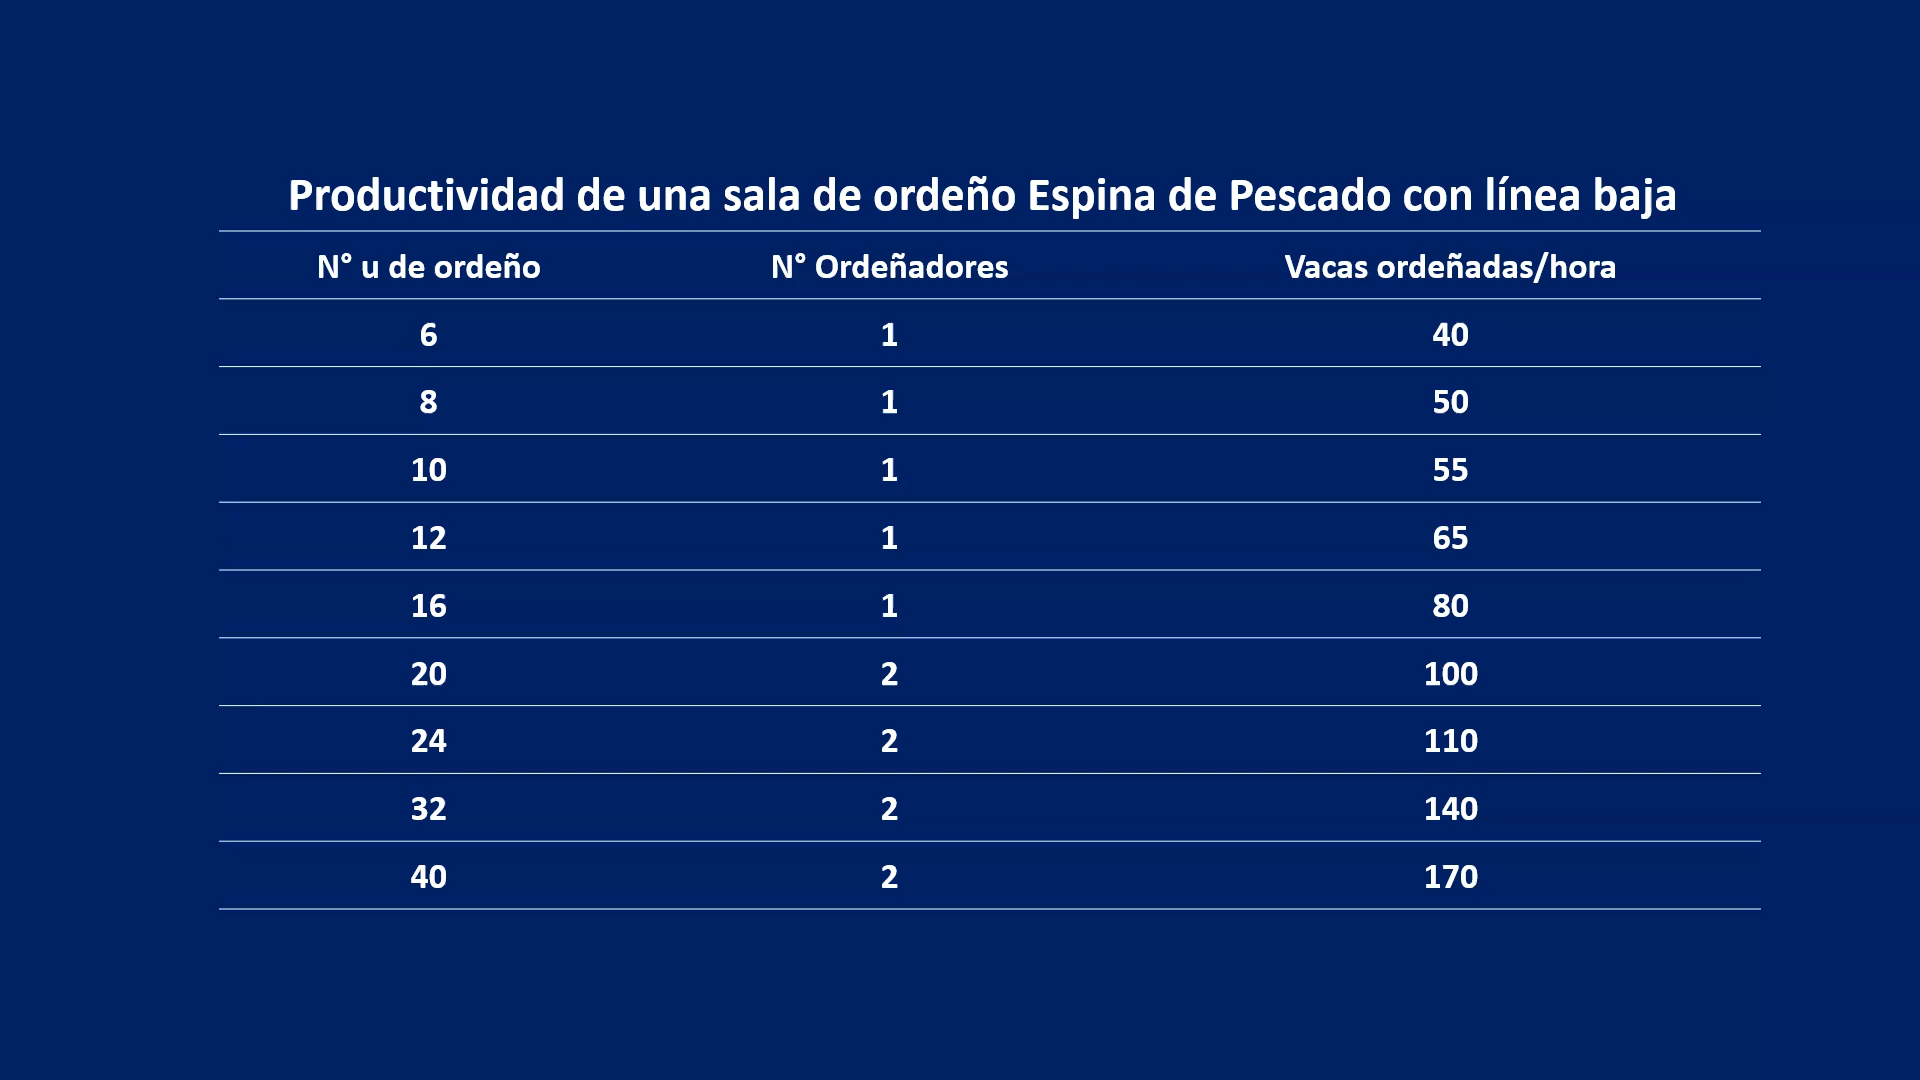 Productividad de una sala de ordeño Espina de Pescado con línea baja
N° u de ordeño N° Ordeñadores Vacas ordeñadas/hora
6 1 40
8 1 50
10 1 55
12 1 65
16 1 80
20 2 100
24 2 110
32 2 140
40 2 170